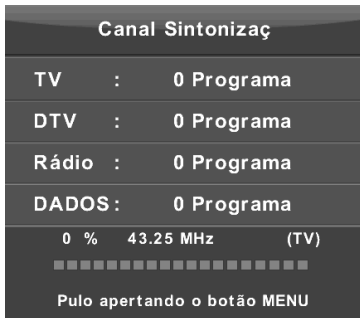 Canal Sintonizaç
TV : 0 Programa
DTV : 0 Programa
Rádio : 0 Programa
DADOS : 0 Programa
0 % 43.25 MHz (TV)
Pulo apertando o botão MENU